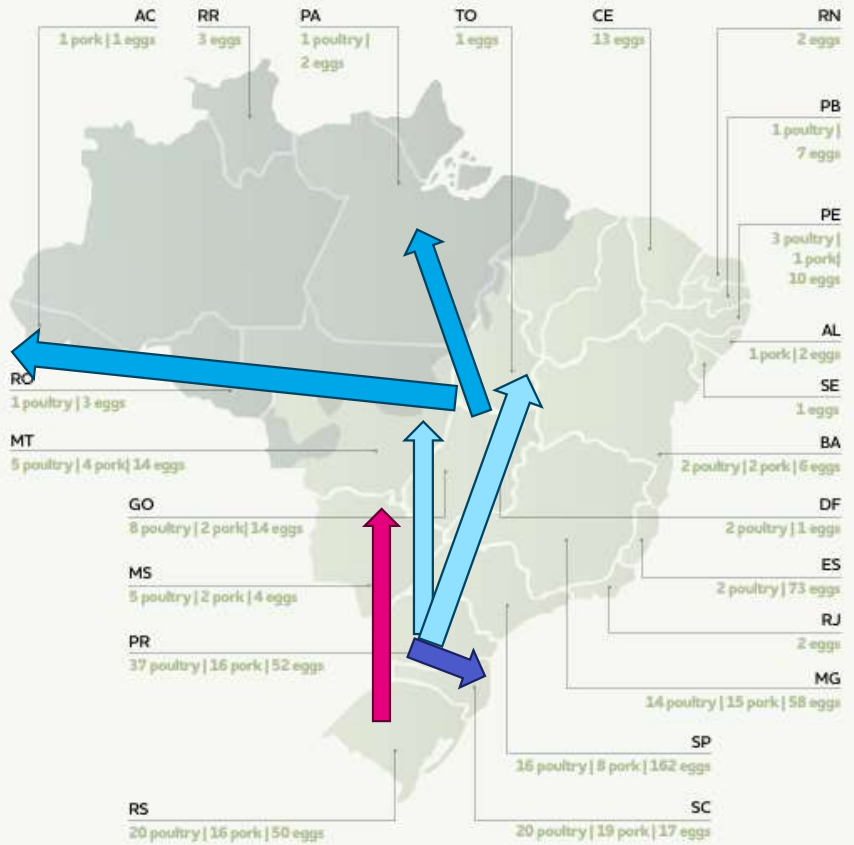 AC
1 pork | 1 eggs
RR
3 eggs
PA
1 poultry |
2 eggs
TO
1 eggs
CE
13 eggs
RN
2 eggs
PB
1 poultry |
7 eggs
PE
3 poultry |
1 pork|
10 eggs
AL
1 pork | 2 eggs
SE
1 eggs
RO
1 poultry | 3 eggs
MT
5 poultry | 4 pork| 14 eggs
BA
2 poultry | 2 pork | 6 eggs
GO
8 poultry | 2 pork| 14 eggs
DF
2 poultry | 1 eggs
MS
5 poultry | 2 pork | 4 eggs
ES
2 poultry | 73 eggs
RJ
2 eggs
PR
37 poultry | 16 pork | 52 eggs
MG
14 poultry | 15 pork | 58 eggs
SP
16 poultry | 8 pork | 162 eggs
RS
20 poultry | 16 pork | 50 eggs
SC
20 poultry | 19 pork | 17 eggs